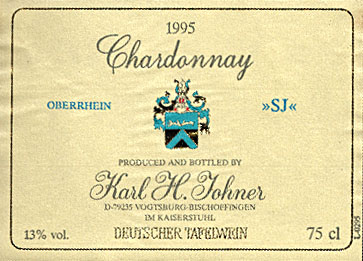 1995
Chardonnay
OBERRHEIN
»SJ«
PRODUCED AND BOTTLED BY
Karl H. Johner
D-79235 VOGTSBURG-BISCHOFFINGEN
IM KAISERSTUHL
13% vol.
DEUTSCHER TAFELWEIN
75 cl
L-0295